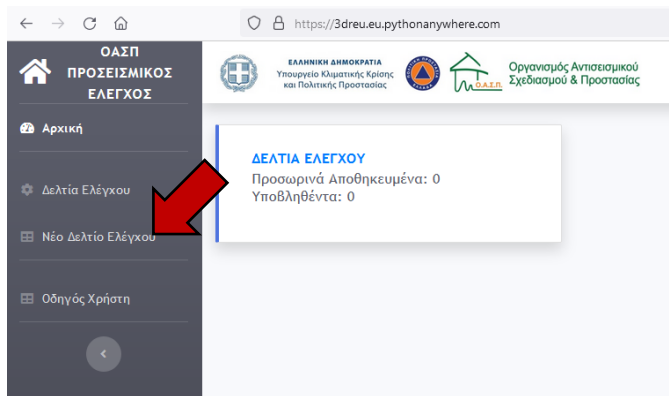 https://3dreu.eu.pythonanywhere.com
ΟΑΣΠ
ΠΡΟΣΕΙΣΜΙΚΟΣ
ΕΛΕΓΧΟΣ
Αρχική
Δελτία Ελέγχου
Νέο Δελτίο Ελέγχου
Οδηγός Χρήστη
ΕΛΛΗΝΙΚΗ ΔΗΜΟΚΡΑΤΙΑ
Υπουργείο Κλιματικής Κρίσης
και Πολιτικής Προστασίας
Ο.Α.Σ.Π.
Οργανισμός Αντισεισμικού
Σχεδιασμού & Προστασίας
ΔΕΛΤΙΑ ΕΛΕΓΧΟΥ
Προσωρινά Αποθηκευμένα: 0
Υποβληθέντα: 0